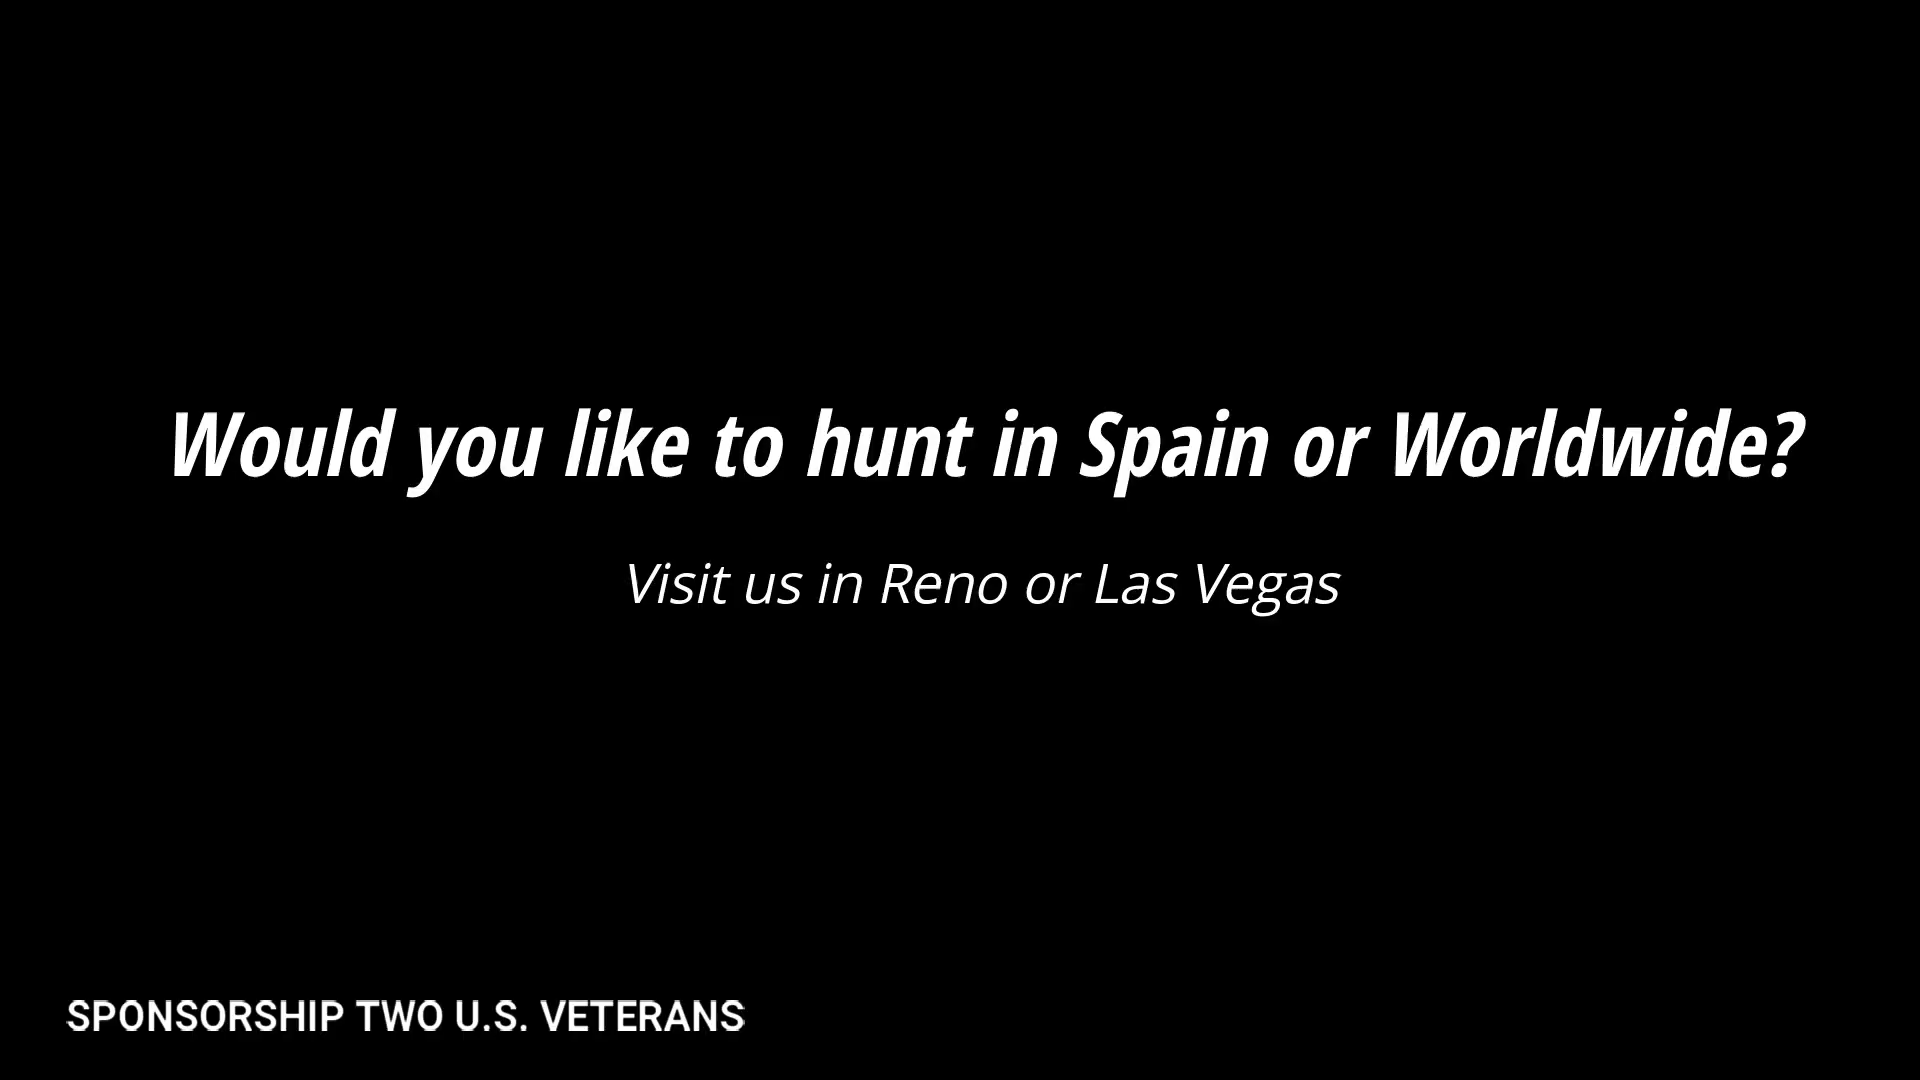 Would you like to hunt in Spain or Worldwide?
Visit us in Reno or Las Vegas
SPONSORSHIP TWO U.S. VETERANS